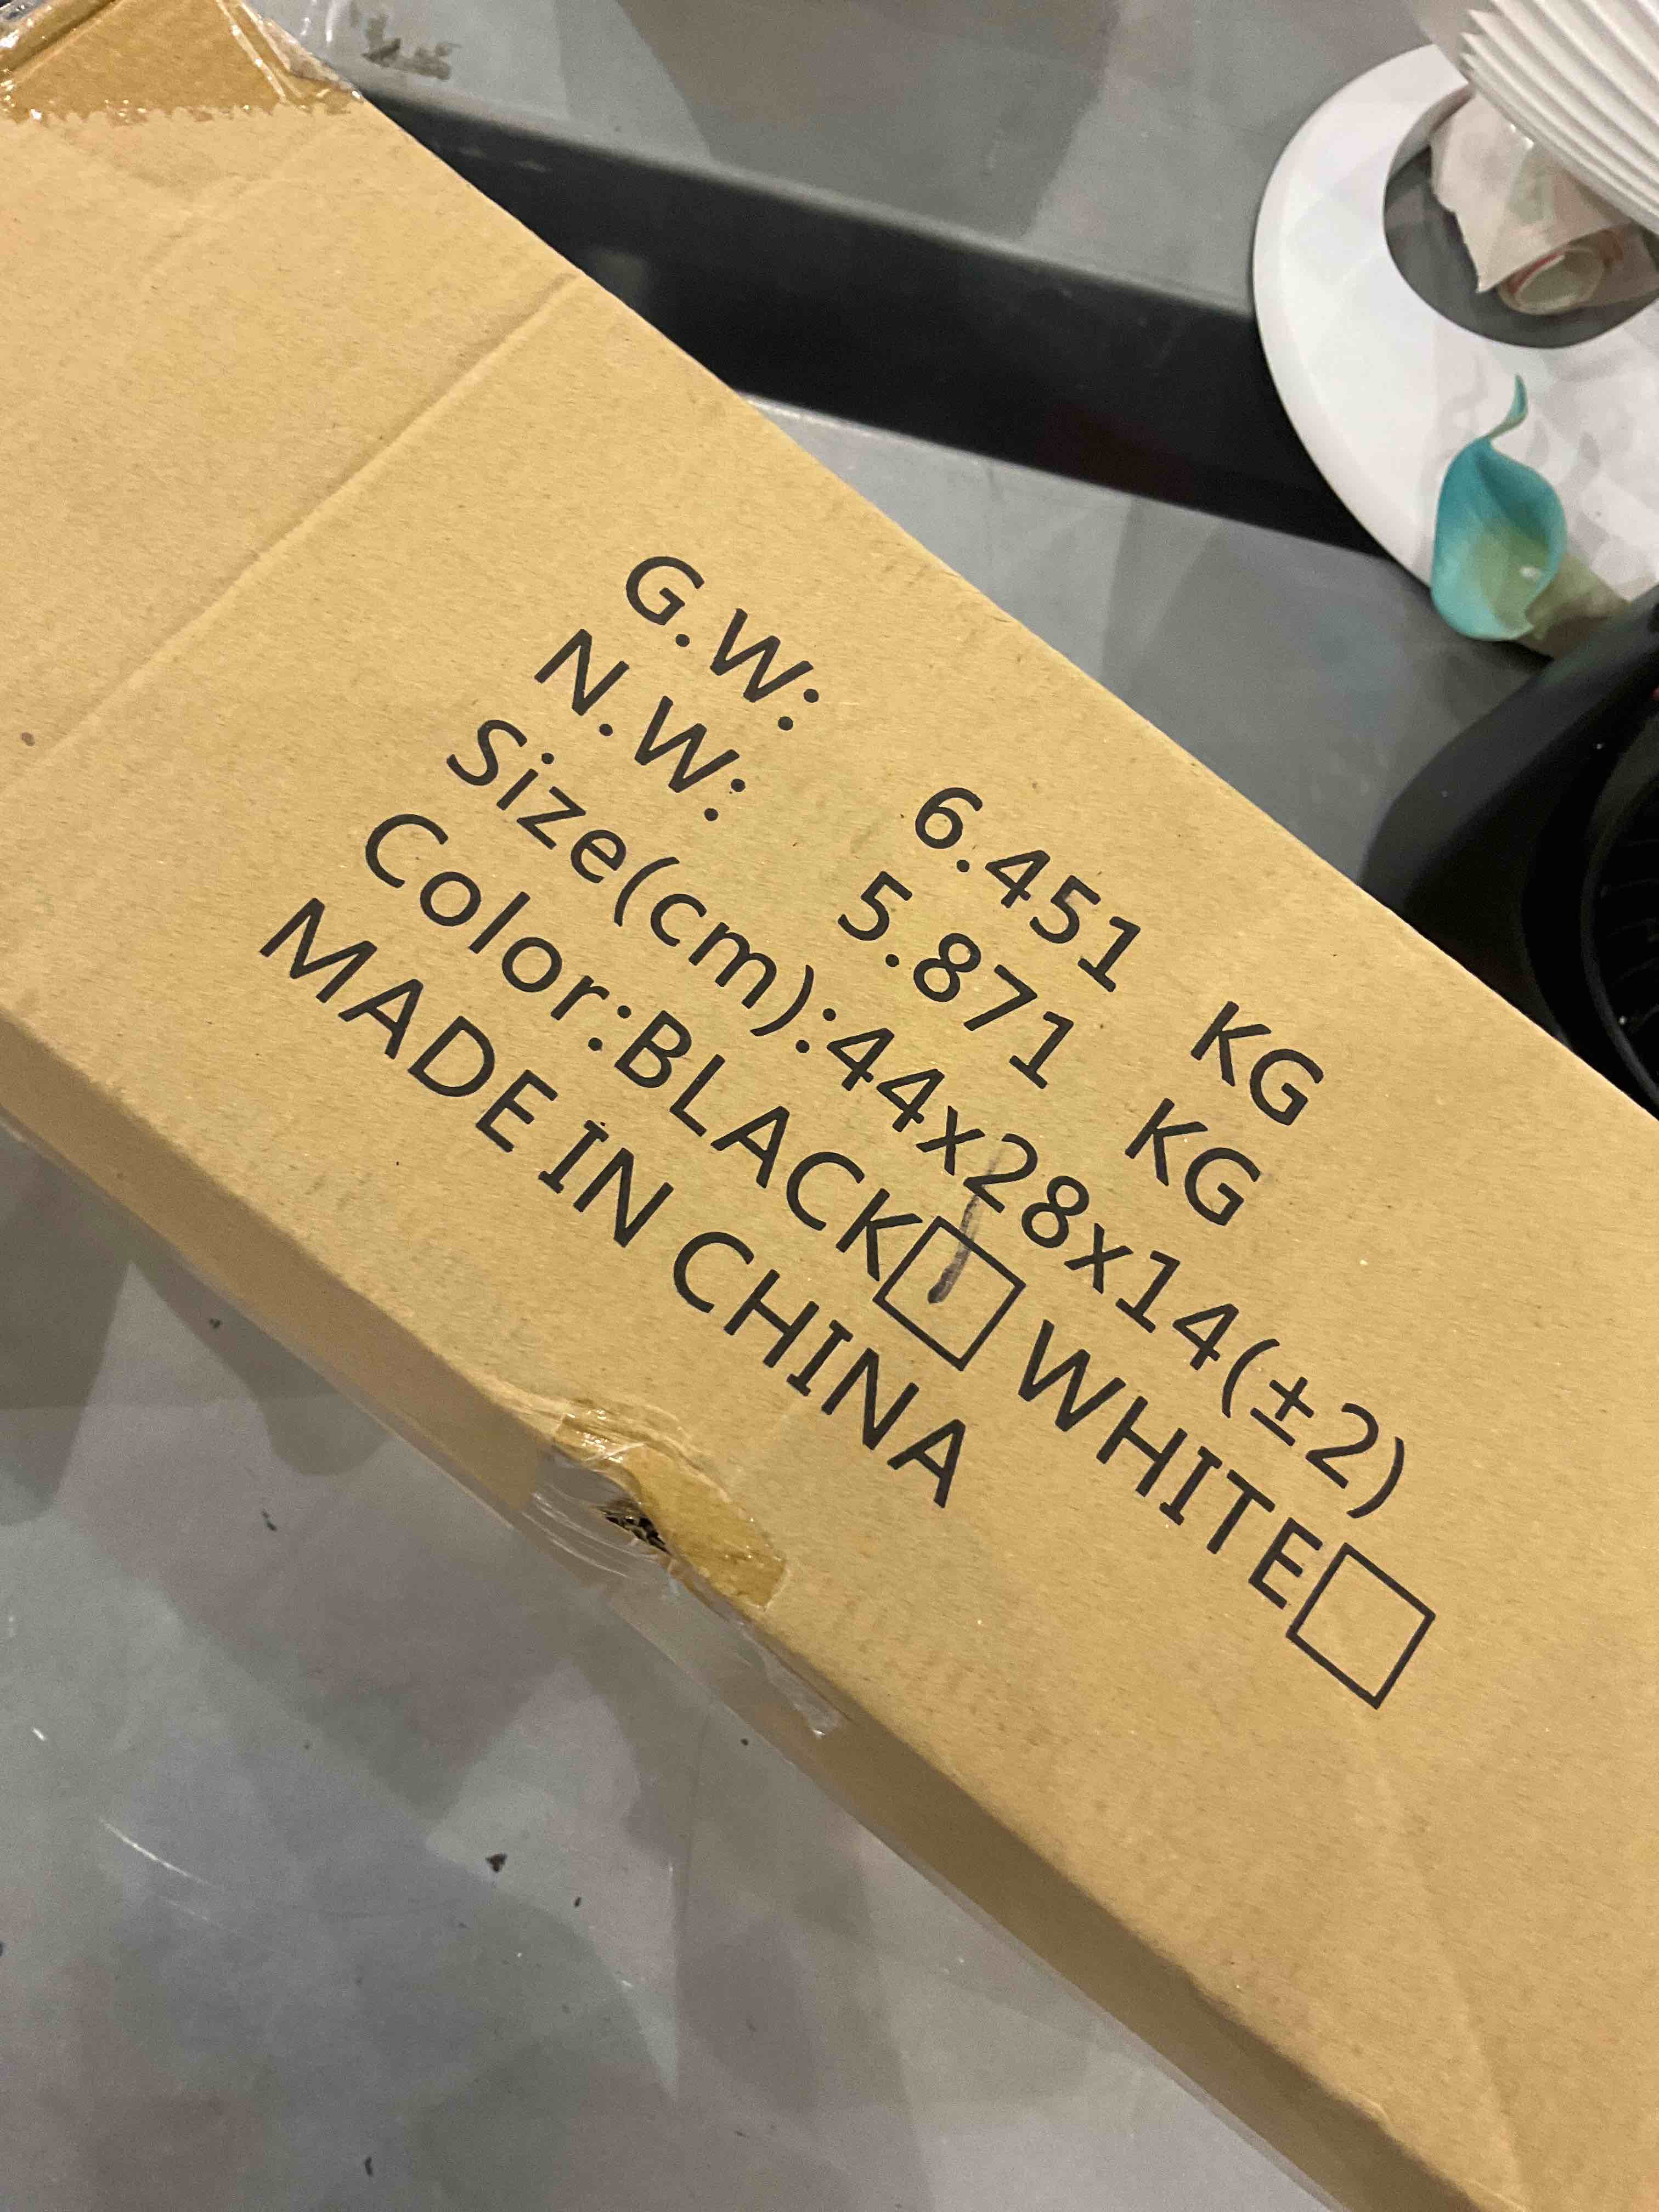 G.W: 6.451 KG
N.W: 5.871 KG
Size(cm):44x28x14(±2)
Color:BLACK☐ WHITE☐
MADE IN CHINA